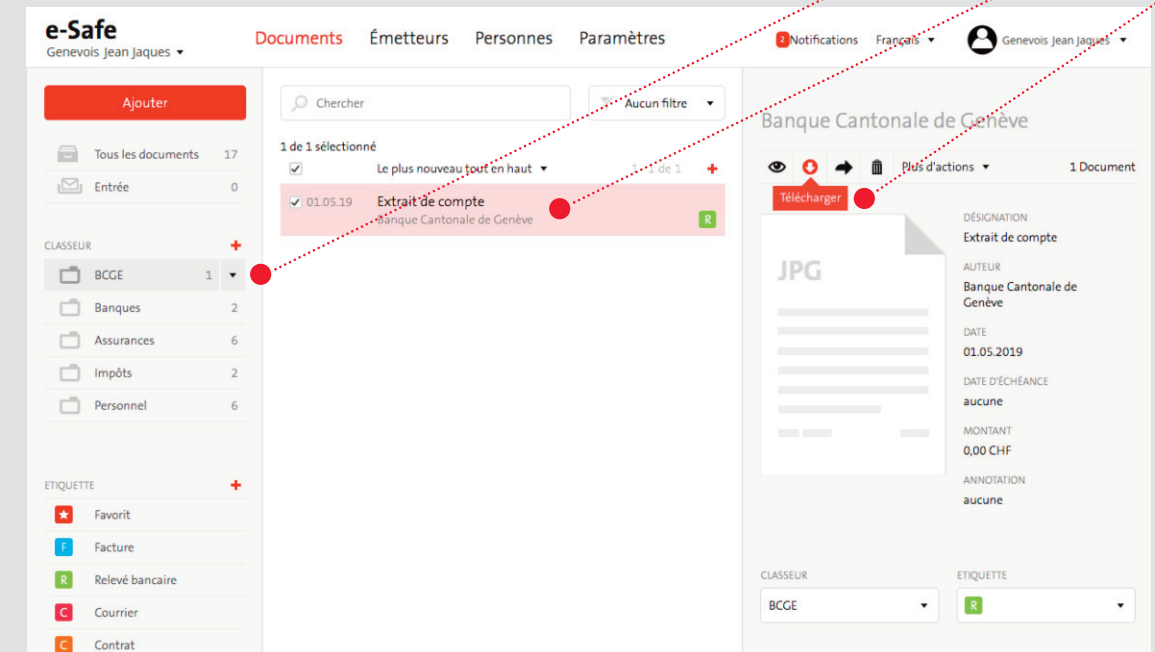 e-Safe
Genevois Jean Jaques
Documents Émetteurs Personnes Paramètres
2 Notifications Français Genevois Jean Jaques
Ajouter
Tous les documents 17
Entrée 0
CLASSEUR
BCGE 1
Banques 2
Assurances 6
Impôts 2
Personnel 6
ETIQUETTE
Favorit
F Facture
R Relevé bancaire
C Courrier
C Contrat
Chercher
Aucun filtre
1 de 1 sélectionné
Le plus nouveau tout en haut 1-1 de 1
01.05.19 Extrait de compte
Banque Cantonale de Genève R
Banque Cantonale de Genève
Plus d'actions 1 Document
Télécharger
JPG
DÉSIGNATION
Extrait de compte
AUTEUR
Banque Cantonale de
Genève
DATE
01.05.2019
DATE D'ÉCHÉANCE
aucune
MONTANT
0,00 CHF
ANNOTATION
aucune
CLASSEUR ETIQUETTE
BCGE R